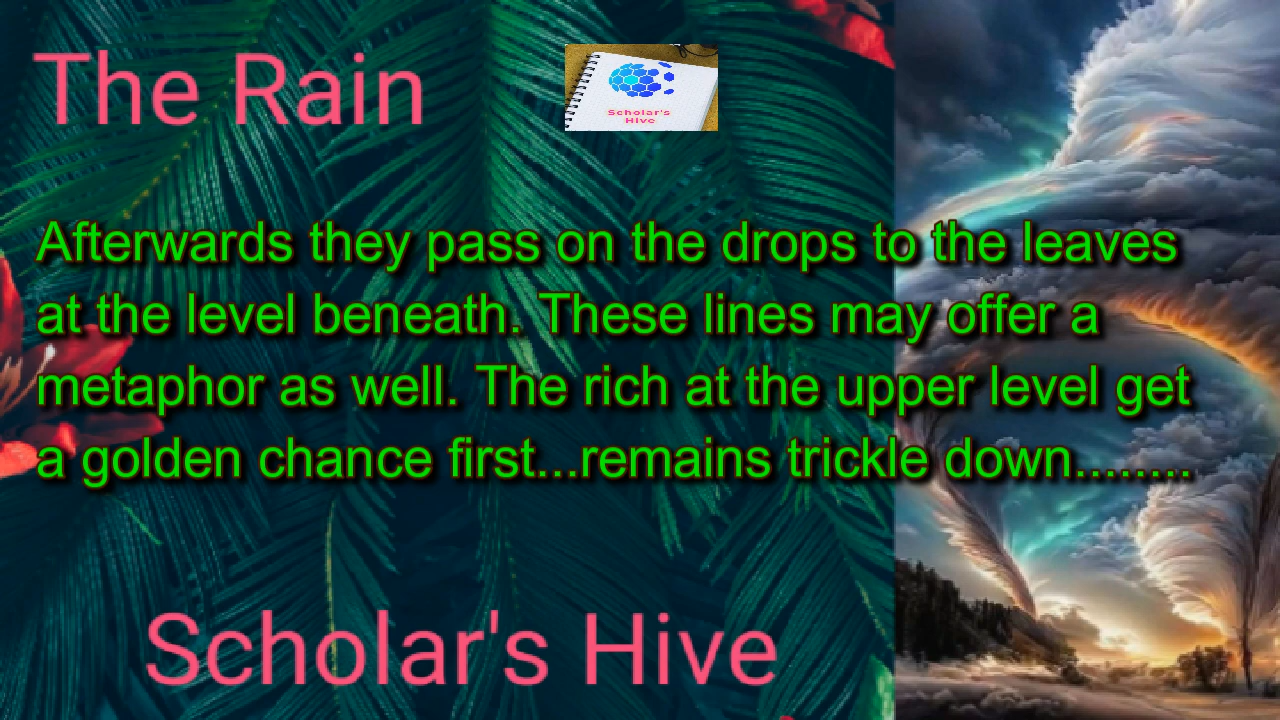 The Rain
Scholar's
Hive
Afterwards they pass on the drops to the leaves
at the level beneath. These lines may offer a
metaphor as well. The rich at the upper level get
a golden chance first...remains trickle down........
Scholar's Hive